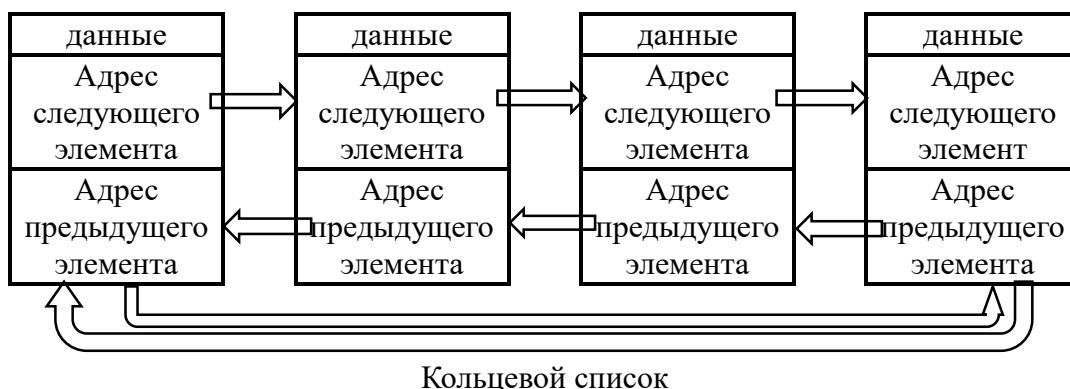 данные
Адрес
следующего
элемента
Адрес
предыдущего
элемента
данные
Адрес
следующего
элемента
Адрес
предыдущего
элемента
данные
Адрес
следующего
элемента
Адрес
предыдущего
элемента
данные
Адрес
следующего
элемент
Адрес
предыдущего
элемента
Кольцевой список